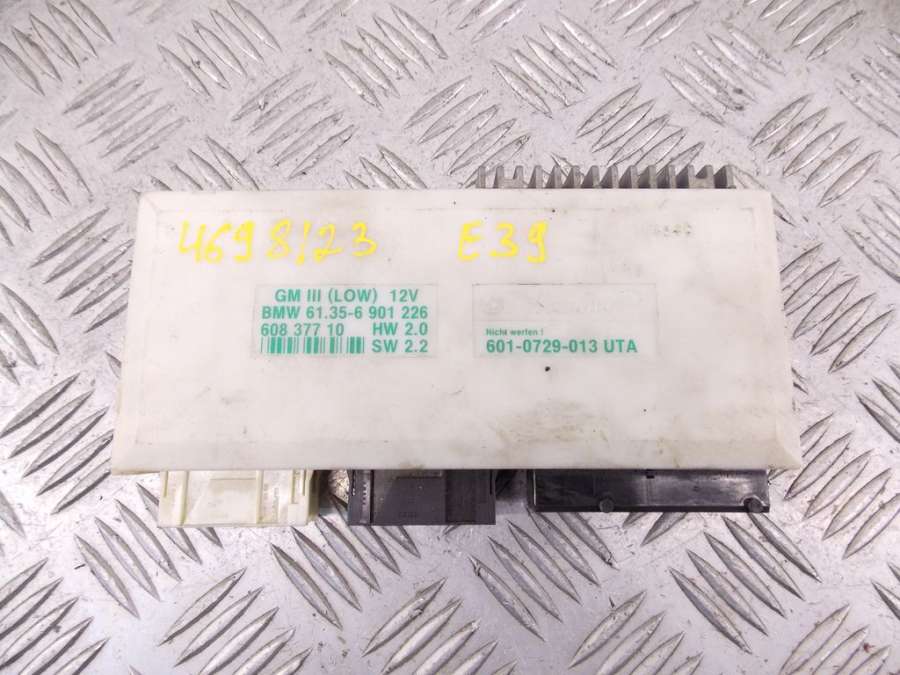 4698123 E39
GM III (LOW) 12V
BMW 61.35-6 901 226
608 377 10 HW 2.0
SW 2.2
Nicht werfen !
601-0729-013 UTA